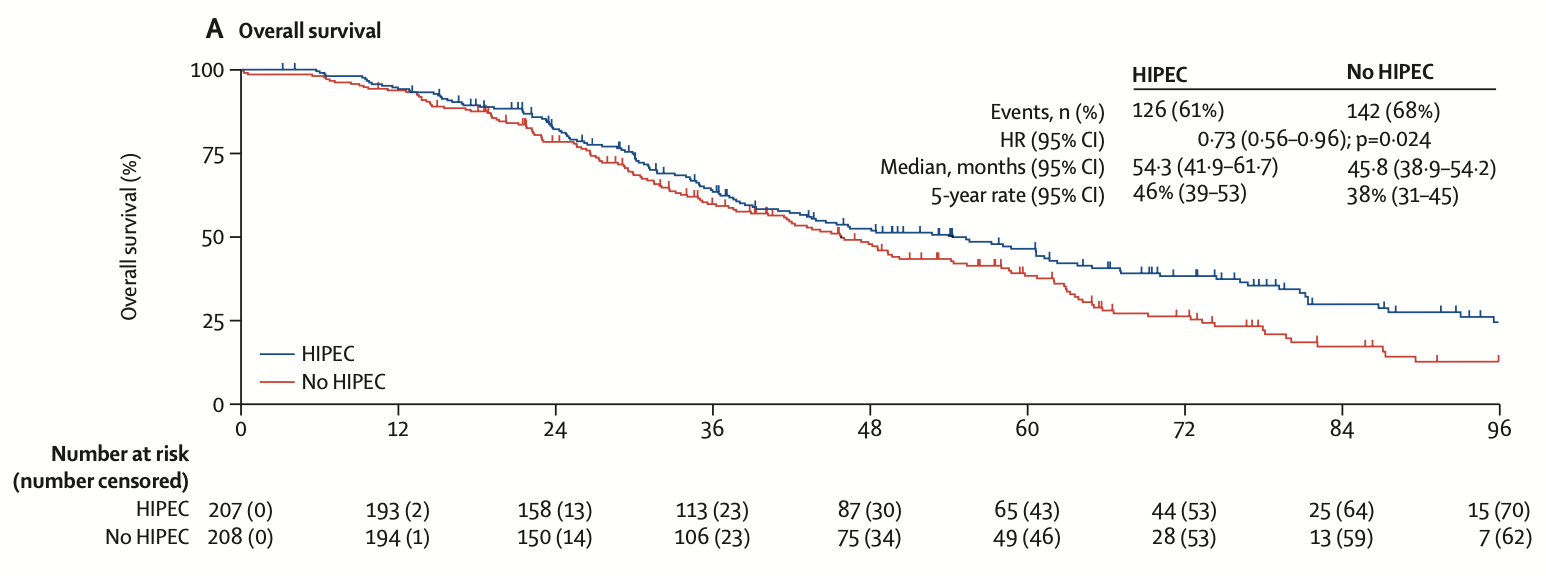 A Overall survival
HIPEC No HIPEC
Events, n (%) 126 (61%) 142 (68%)
HR (95% CI) 0·73 (0·56–0·96); p=0·024
Median, months (95% CI) 54·3 (41·9–61·7) 45·8 (38·9–54·2)
5-year rate (95% CI) 46% (39–53) 38% (31–45)
Overall survival (%)
100
75
50
25
0
HIPEC
No HIPEC
0 12 24 36 48 60 72 84 96
Number at risk
(number censored)
HIPEC 207 (0) 193 (2) 158 (13) 113 (23) 87 (30) 65 (43) 44 (53) 25 (64) 15 (70)
No HIPEC 208 (0) 194 (1) 150 (14) 106 (23) 75 (34) 49 (46) 28 (53) 13 (59) 7 (62)